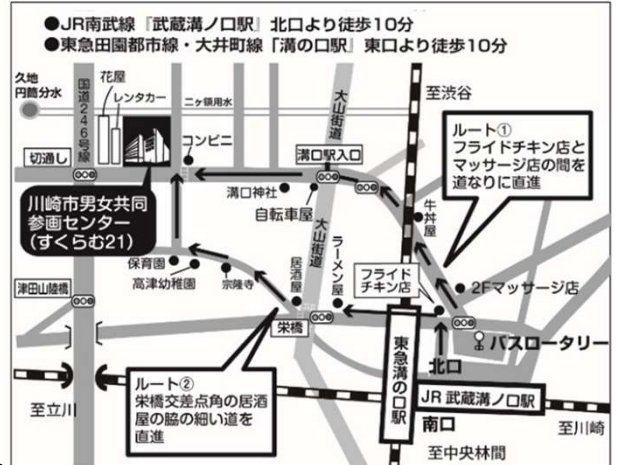 ●JR南武線『武蔵溝ノ口駅』北口より徒歩10分
●東急田園都市線・大井町線「溝の口駅」東口より徒歩10分
久地
円筒分水
国道246号線
花屋
レンタカー
二ヶ領用水
コンビニ
大山街道
至渋谷
ルート①
フライドチキン店と
マッサージ店の間を
道なりに直進
切通し
溝口駅入口
川崎市男女共同
参画センター
(すくらむ21)
溝口神社
自転車屋
牛丼屋
大山街道
ラーメン屋
居酒屋
保育園
高津幼稚園
宗隆寺
フライド
チキン店
2Fマッサージ店
津田山陸橋
栄橋
バスロータリー
北口
東急溝の口駅
JR 武蔵溝ノ口駅
南口
ルート②
栄橋交差点角の居酒
屋の脇の細い道を
直進
至立川
至川崎
至中央林間